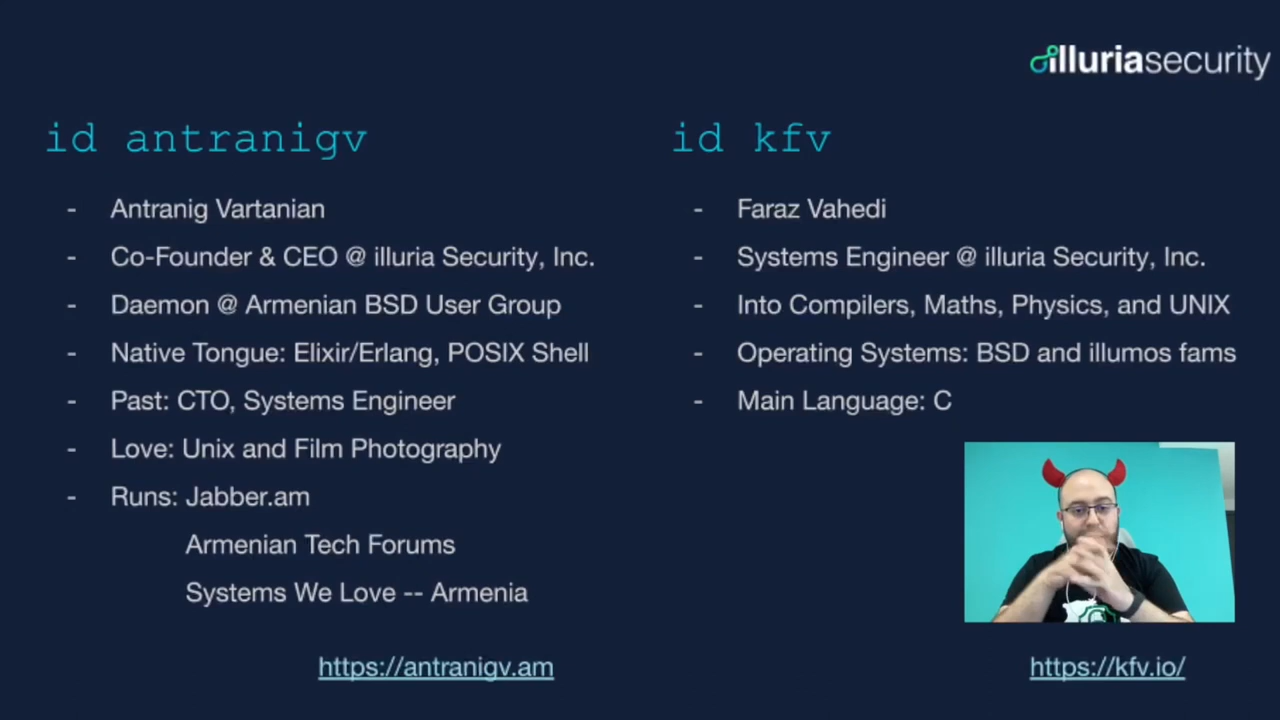 illuriasecurity
id antranigv
- Antranig Vartanian
- Co-Founder & CEO @ illuria Security, Inc.
- Daemon @ Armenian BSD User Group
- Native Tongue: Elixir/Erlang, POSIX Shell
- Past: CTO, Systems Engineer
- Love: Unix and Film Photography
- Runs: Jabber.am
Armenian Tech Forums
Systems We Love -- Armenia
https://antranigv.am
id kfv
- Faraz Vahedi
- Systems Engineer @ illuria Security, Inc.
- Into Compilers, Maths, Physics, and UNIX
- Operating Systems: BSD and illumos fams
- Main Language: C
https://kfv.io/